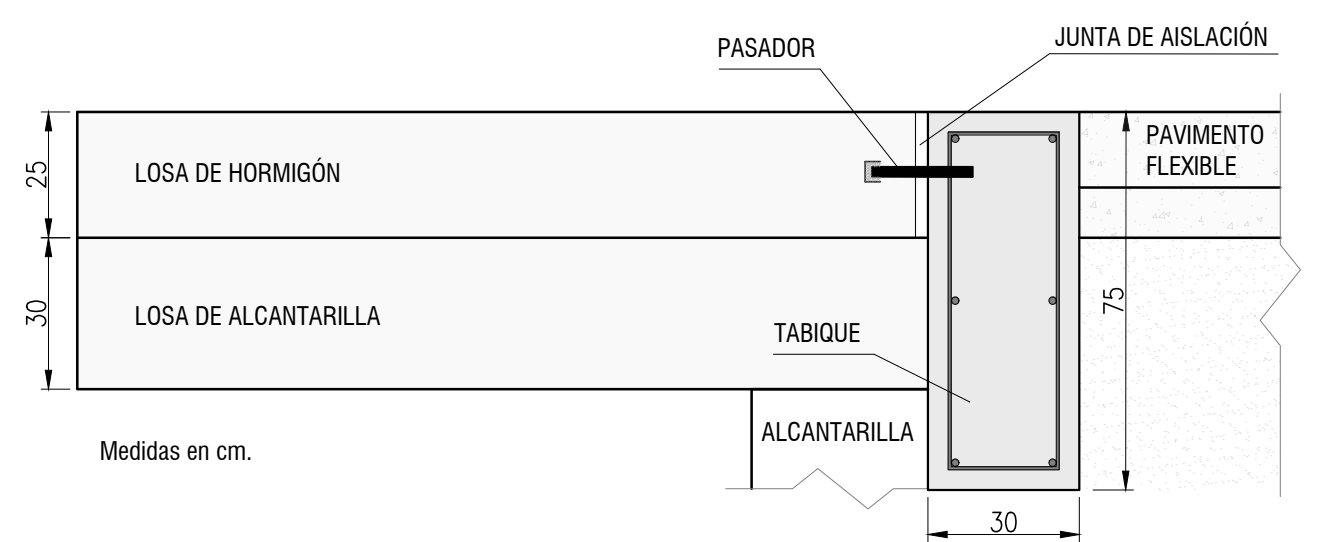 PASADOR
JUNTA DE AISLACIÓN
PAVIMENTO
FLEXIBLE
25
LOSA DE HORMIGÓN
30
LOSA DE ALCANTARILLA
75
TABIQUE
ALCANTARILLA
Medidas en cm.
30